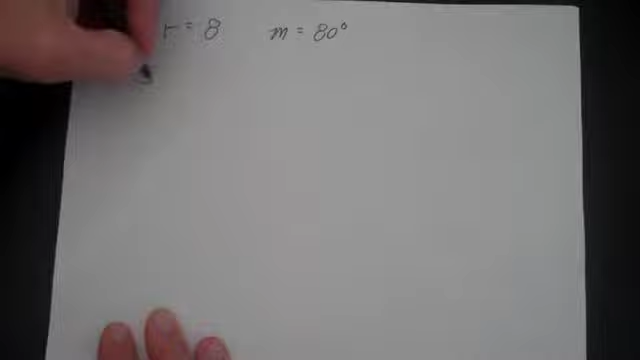 r = 8 m = 80°